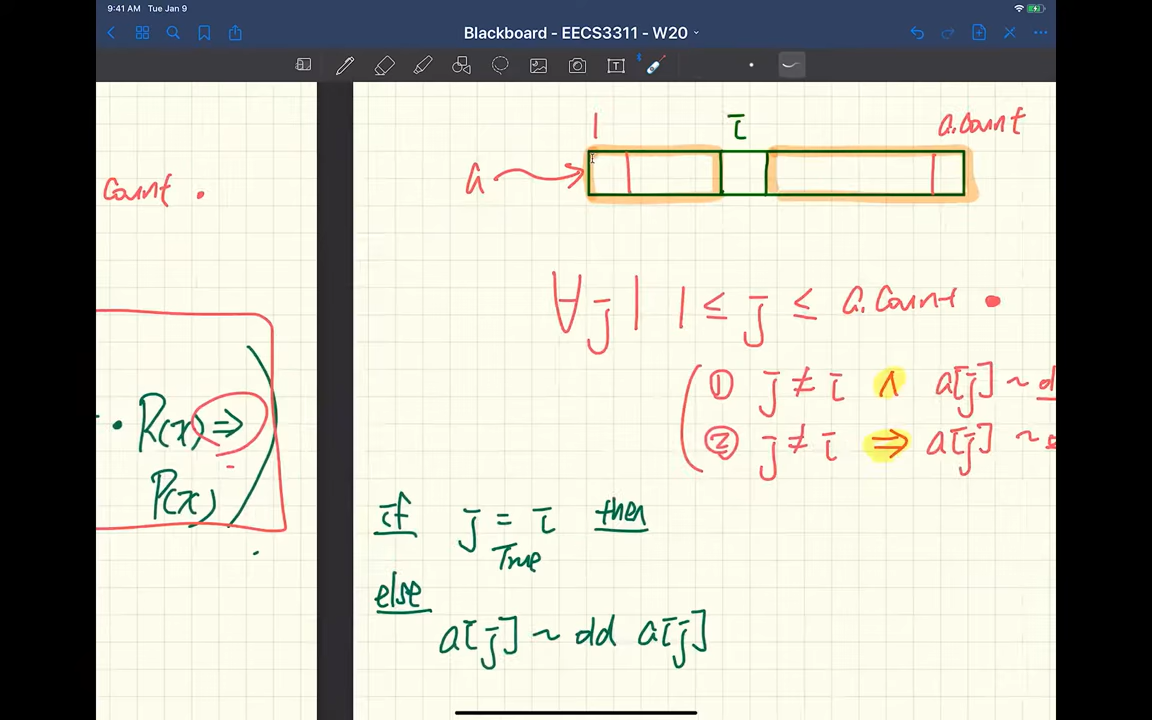 9:41 AM Tue Jan 9
Blackboard - EECS3311 - W20
1 i a.count
a
count .
∀ j | 1 ≤ j ≤ a.count •
( ① j ≠ i ∧ a[j] ~
② j ≠ i ⇒ a[j] ~
• R(x) ⇒
P(x) )
if j = i then
True
else
a[j] ~ old a[j]